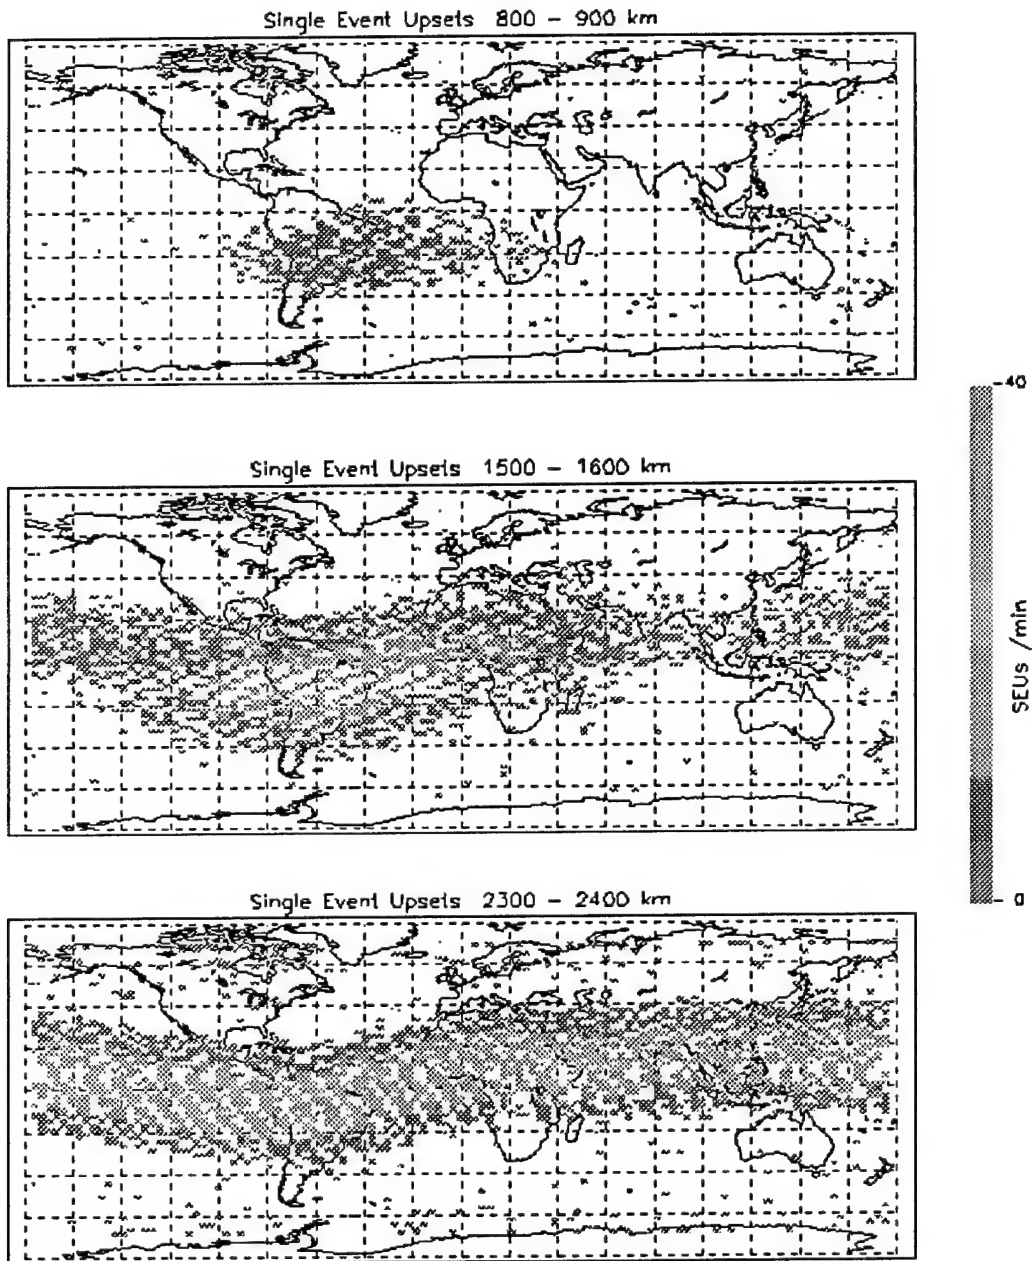 Single Event Upsets 800 - 900 km
40
Single Event Upsets 1500 - 1600 km
SEUs /min
Single Event Upsets 2300 - 2400 km
0